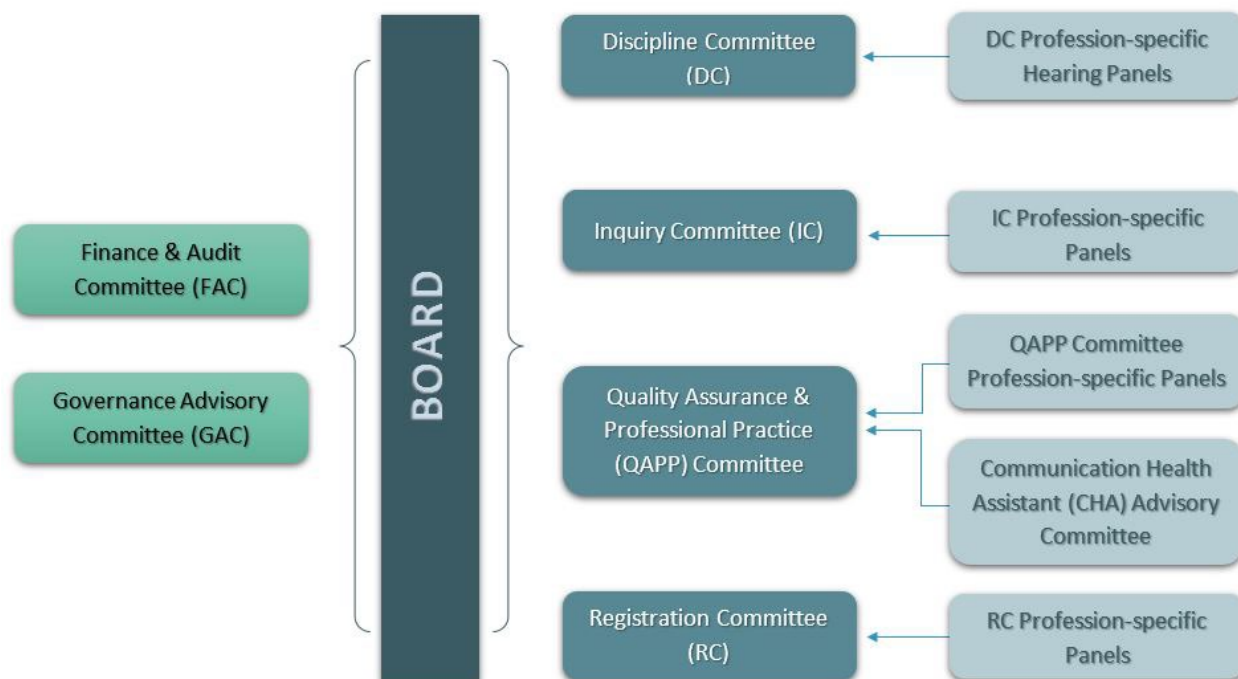 Finance & Audit
Committee (FAC)
Governance Advisory
Committee (GAC)
BOARD
Discipline Committee
(DC)
Inquiry Committee (IC)
Quality Assurance &
Professional Practice
(QAPP) Committee
Registration Committee
(RC)
DC Profession-specific
Hearing Panels
IC Profession-specific
Panels
QAPP Committee
Profession-specific Panels
Communication Health
Assistant (CHA) Advisory
Committee
RC Profession-specific
Panels